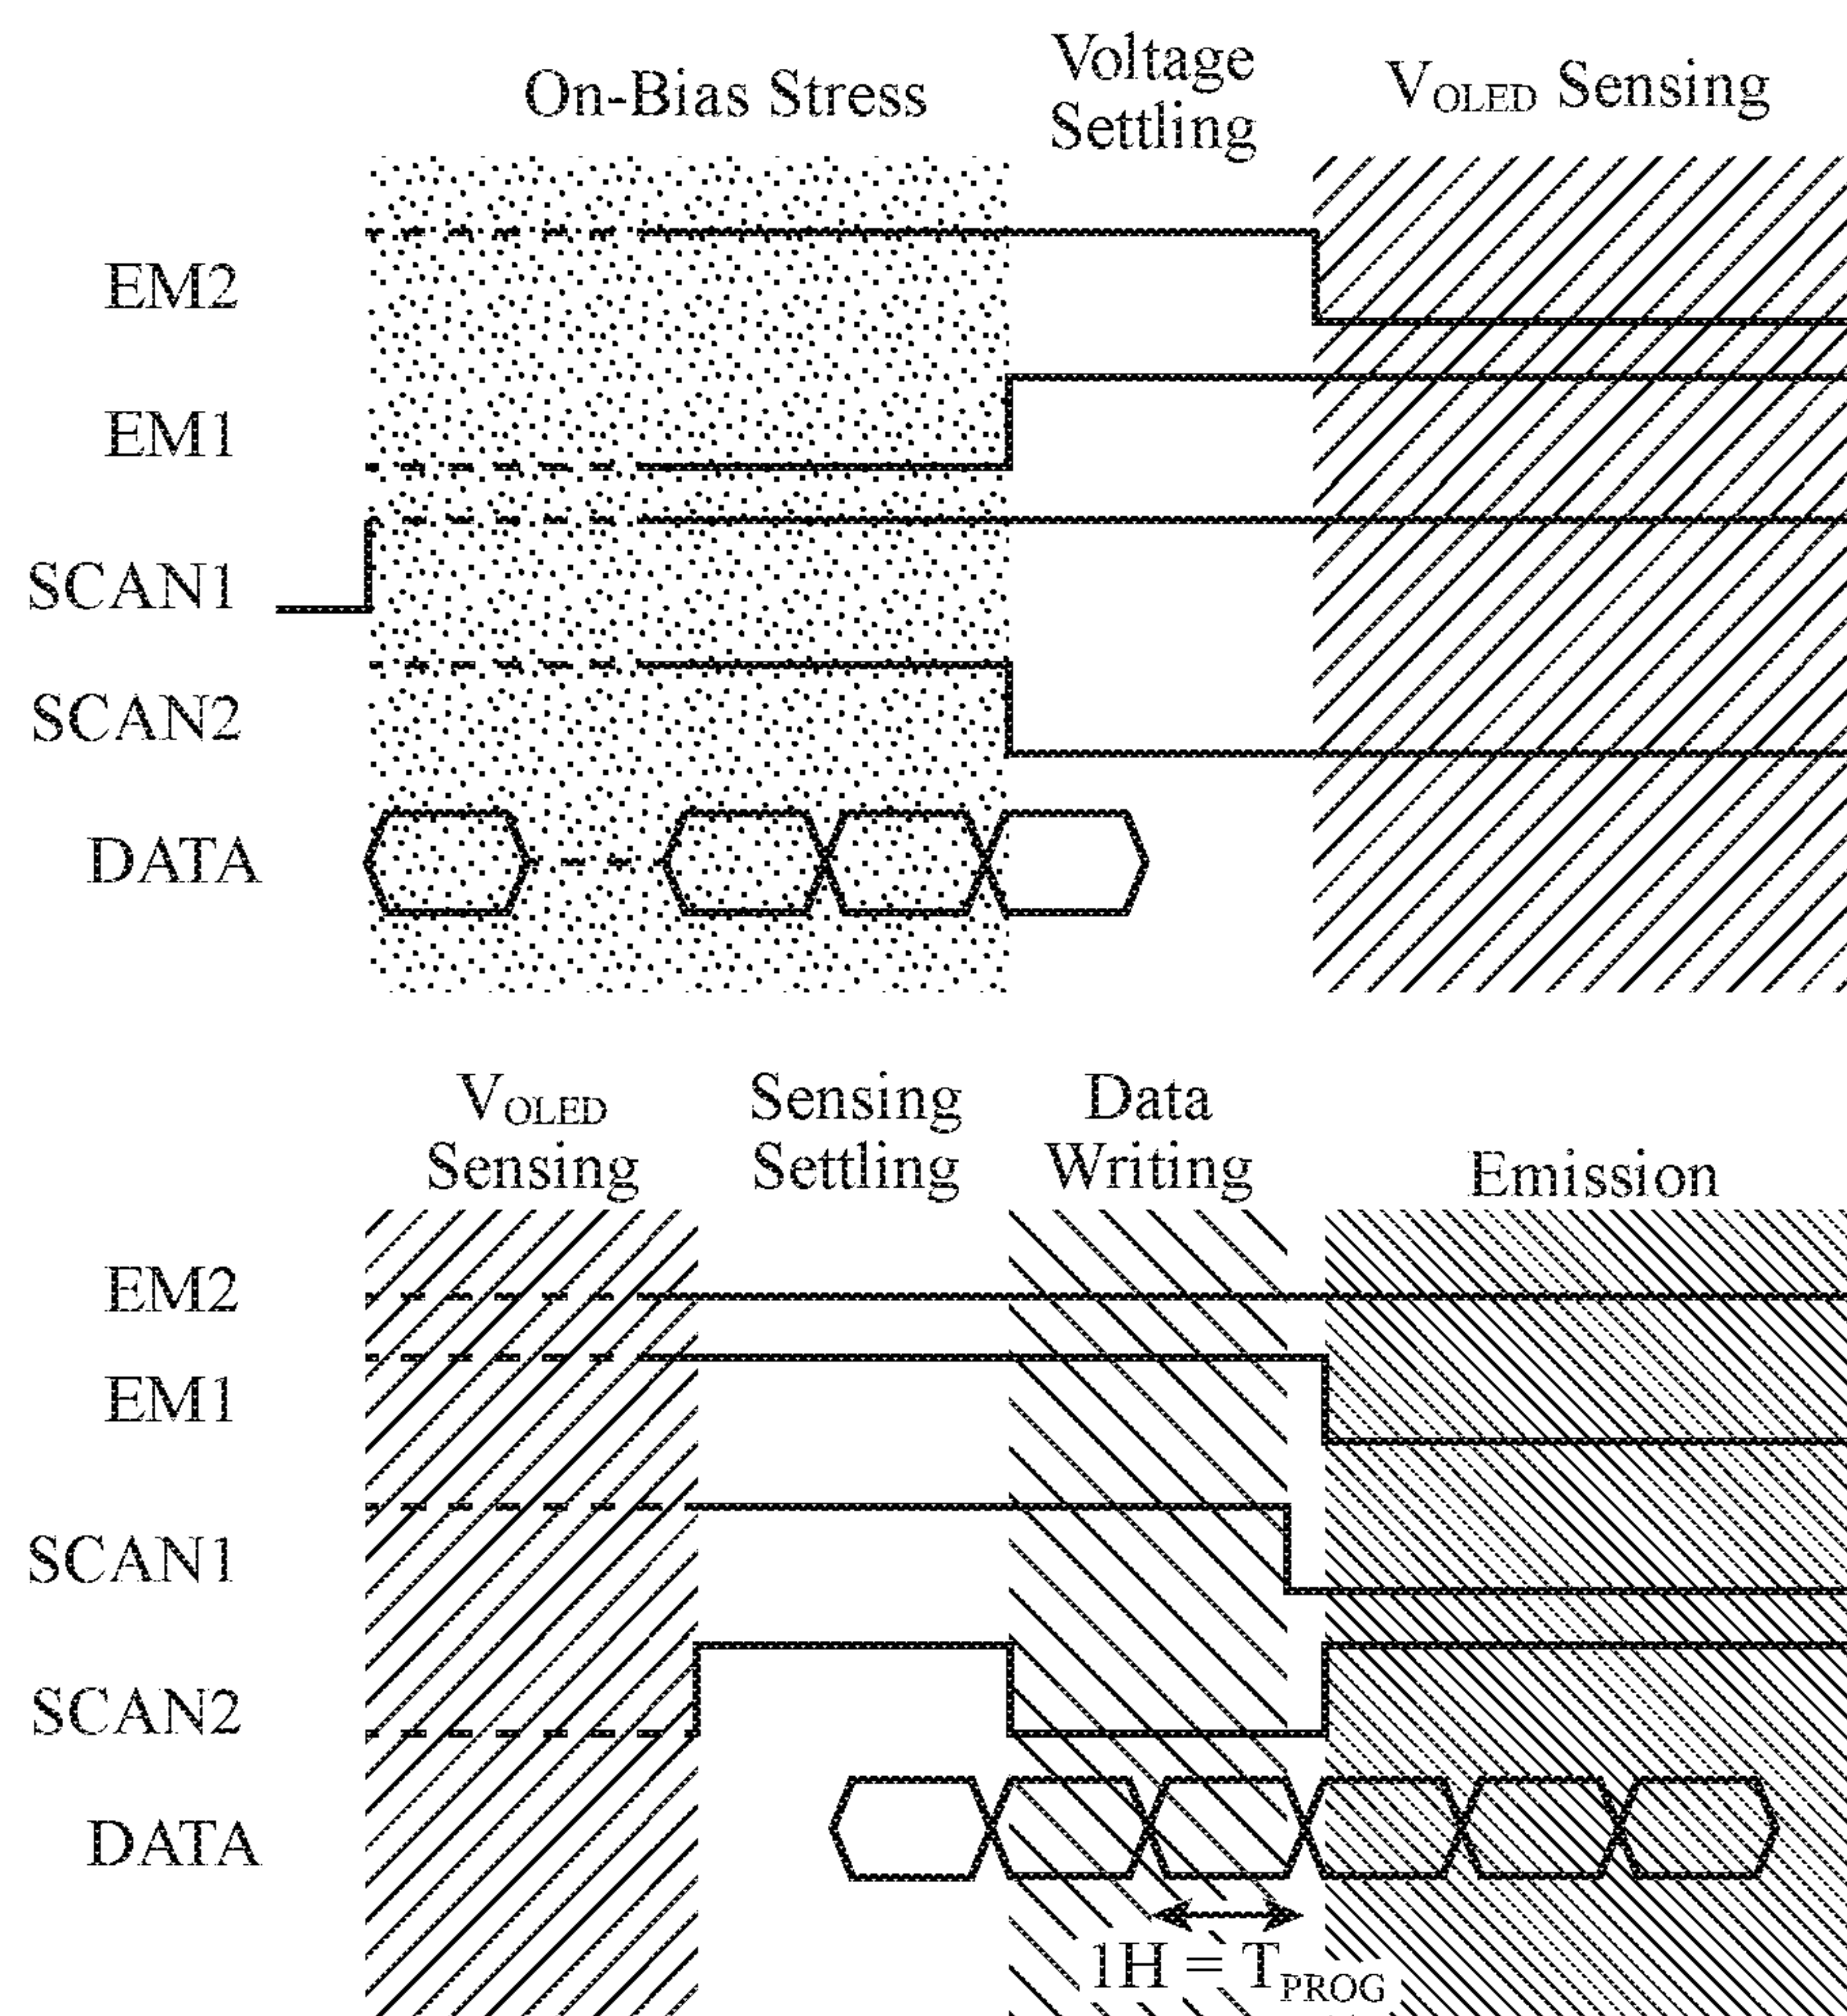 On-Bias Stress
Voltage
Settling
VOLED Sensing
EM2
EM1
SCAN1
SCAN2
DATA
VOLED
Sensing
Sensing
Settling
Data
Writing
Emission
EM2
EM1
SCAN1
SCAN2
DATA
1H = TPROG